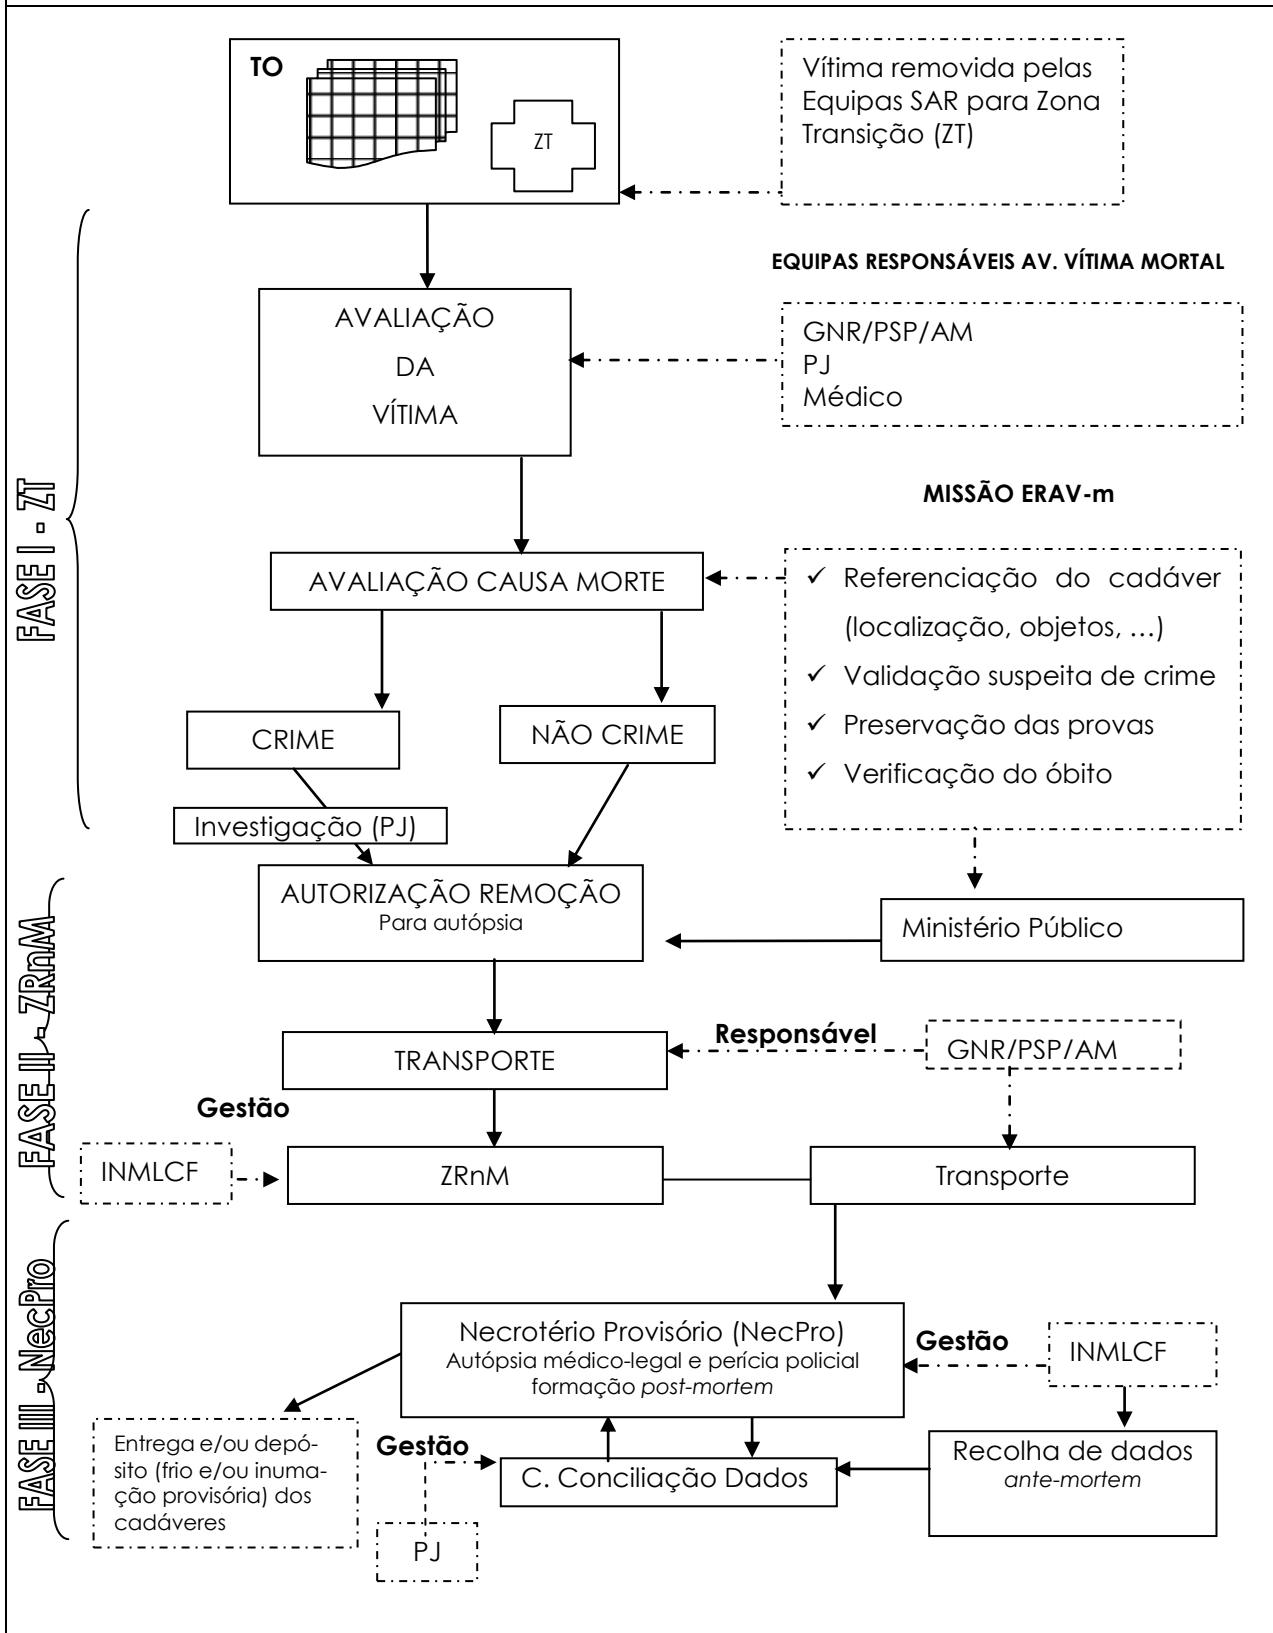 TO
ZT
Vítima removida pelas
Equipas SAR para Zona
Transição (ZT)
EQUIPAS RESPONSÁVEIS AV. VÍTIMA MORTAL
AVALIAÇÃO
DA
VÍTIMA
GNR/PSP/AM
PJ
Médico
FASE I - ZT
MISSÃO ERAV-m
AVALIAÇÃO CAUSA MORTE
✓ Referenciação do cadáver
(localização, objetos, …)
✓ Validação suspeita de crime
✓ Preservação das provas
✓ Verificação do óbito
CRIME
NÃO CRIME
Investigação (PJ)
FASE II - ZRnM
AUTORIZAÇÃO REMOÇÃO
Para autópsia
Ministério Público
TRANSPORTE
Responsável
GNR/PSP/AM
Gestão
INMLCF
ZRnM
Transporte
FASE III - NecPro
Necrotério Provisório (NecPro)
Autópsia médico-legal e perícia policial
formação post-mortem
Gestão
INMLCF
Entrega e/ou depó-
sito (frio e/ou inuma-
ção provisória) dos
cadáveres
Gestão
C. Conciliação Dados
Recolha de dados
ante-mortem
PJ